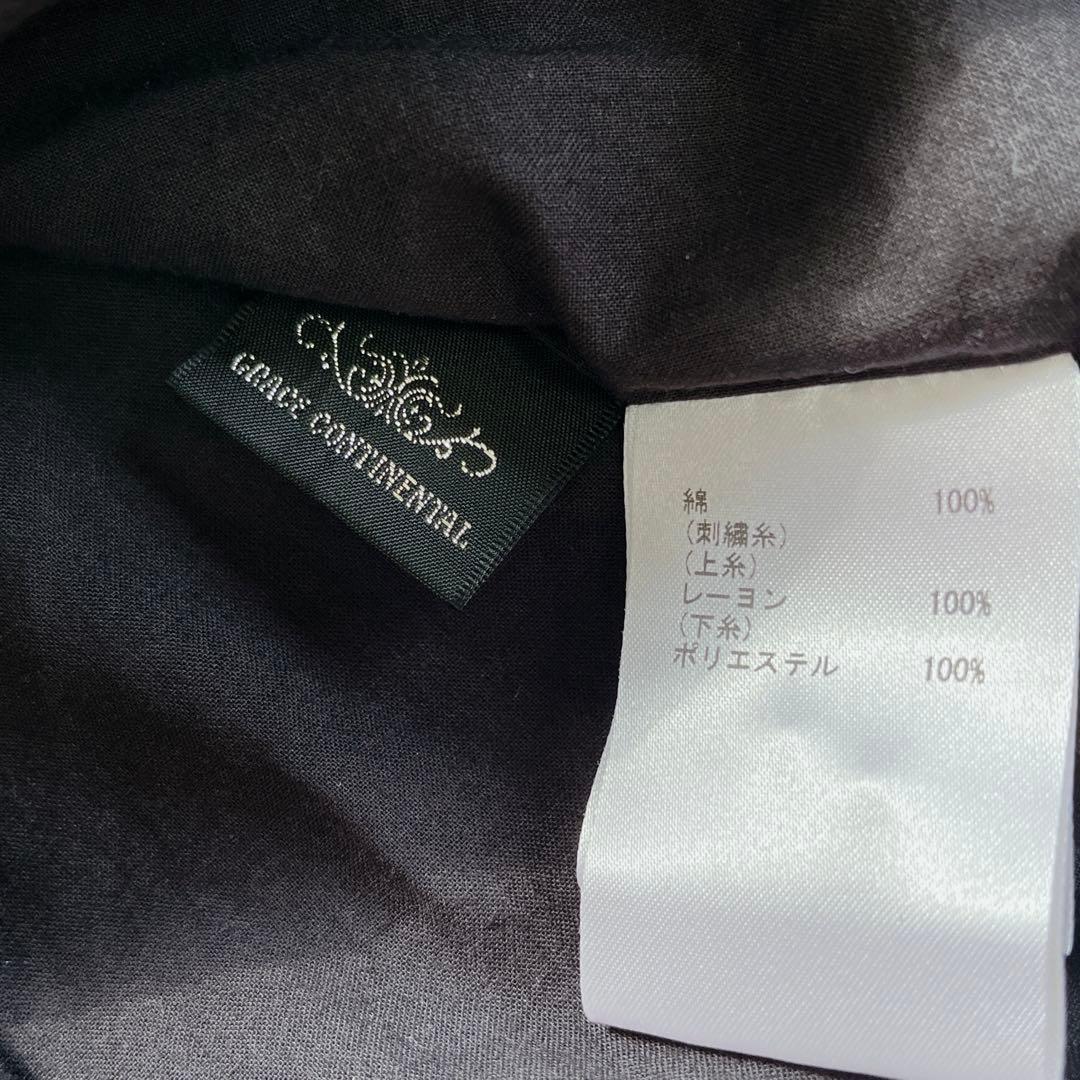 GRACE CONTINENTAL
綿 100%
(刺繍糸)
(上糸)
レーヨン 100%
(下糸)
ポリエステル 100%